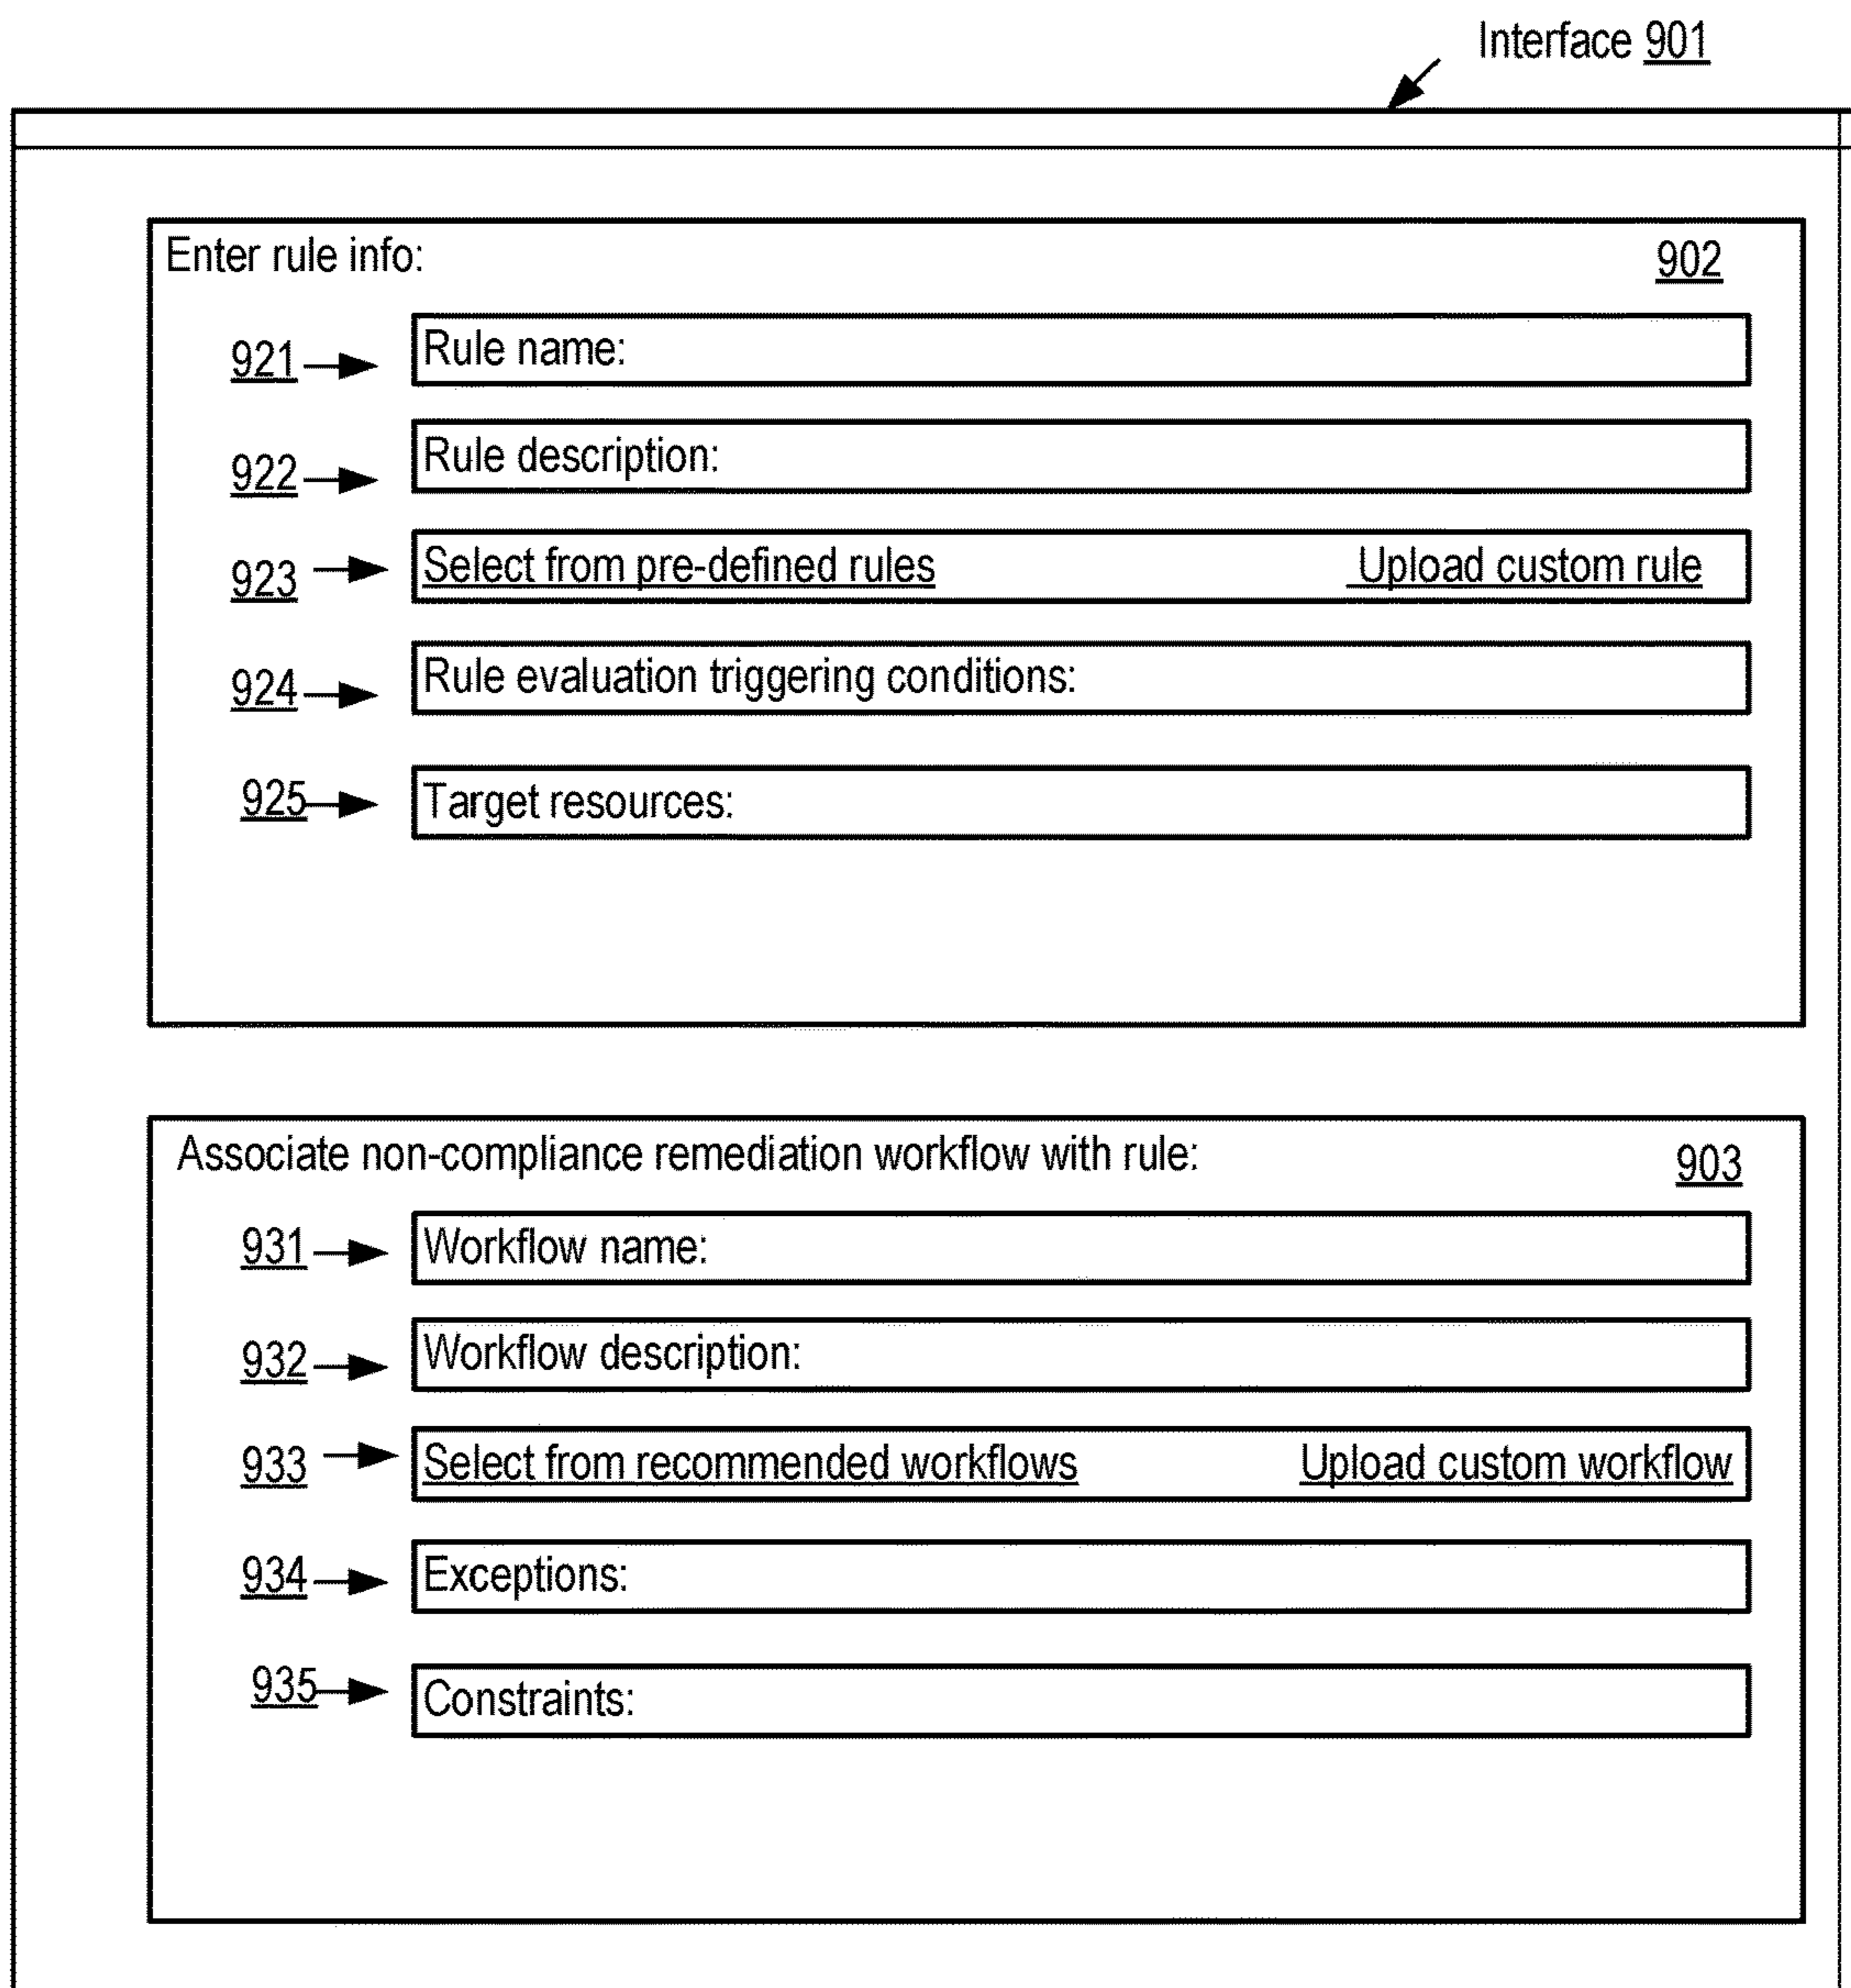 Interface 901
Enter rule info: 902
921 Rule name:
922 Rule description:
923 Select from pre-defined rules Upload custom rule
924 Rule evaluation triggering conditions:
925 Target resources:
Associate non-compliance remediation workflow with rule: 903
931 Workflow name:
932 Workflow description:
933 Select from recommended workflows Upload custom workflow
934 Exceptions:
935 Constraints: